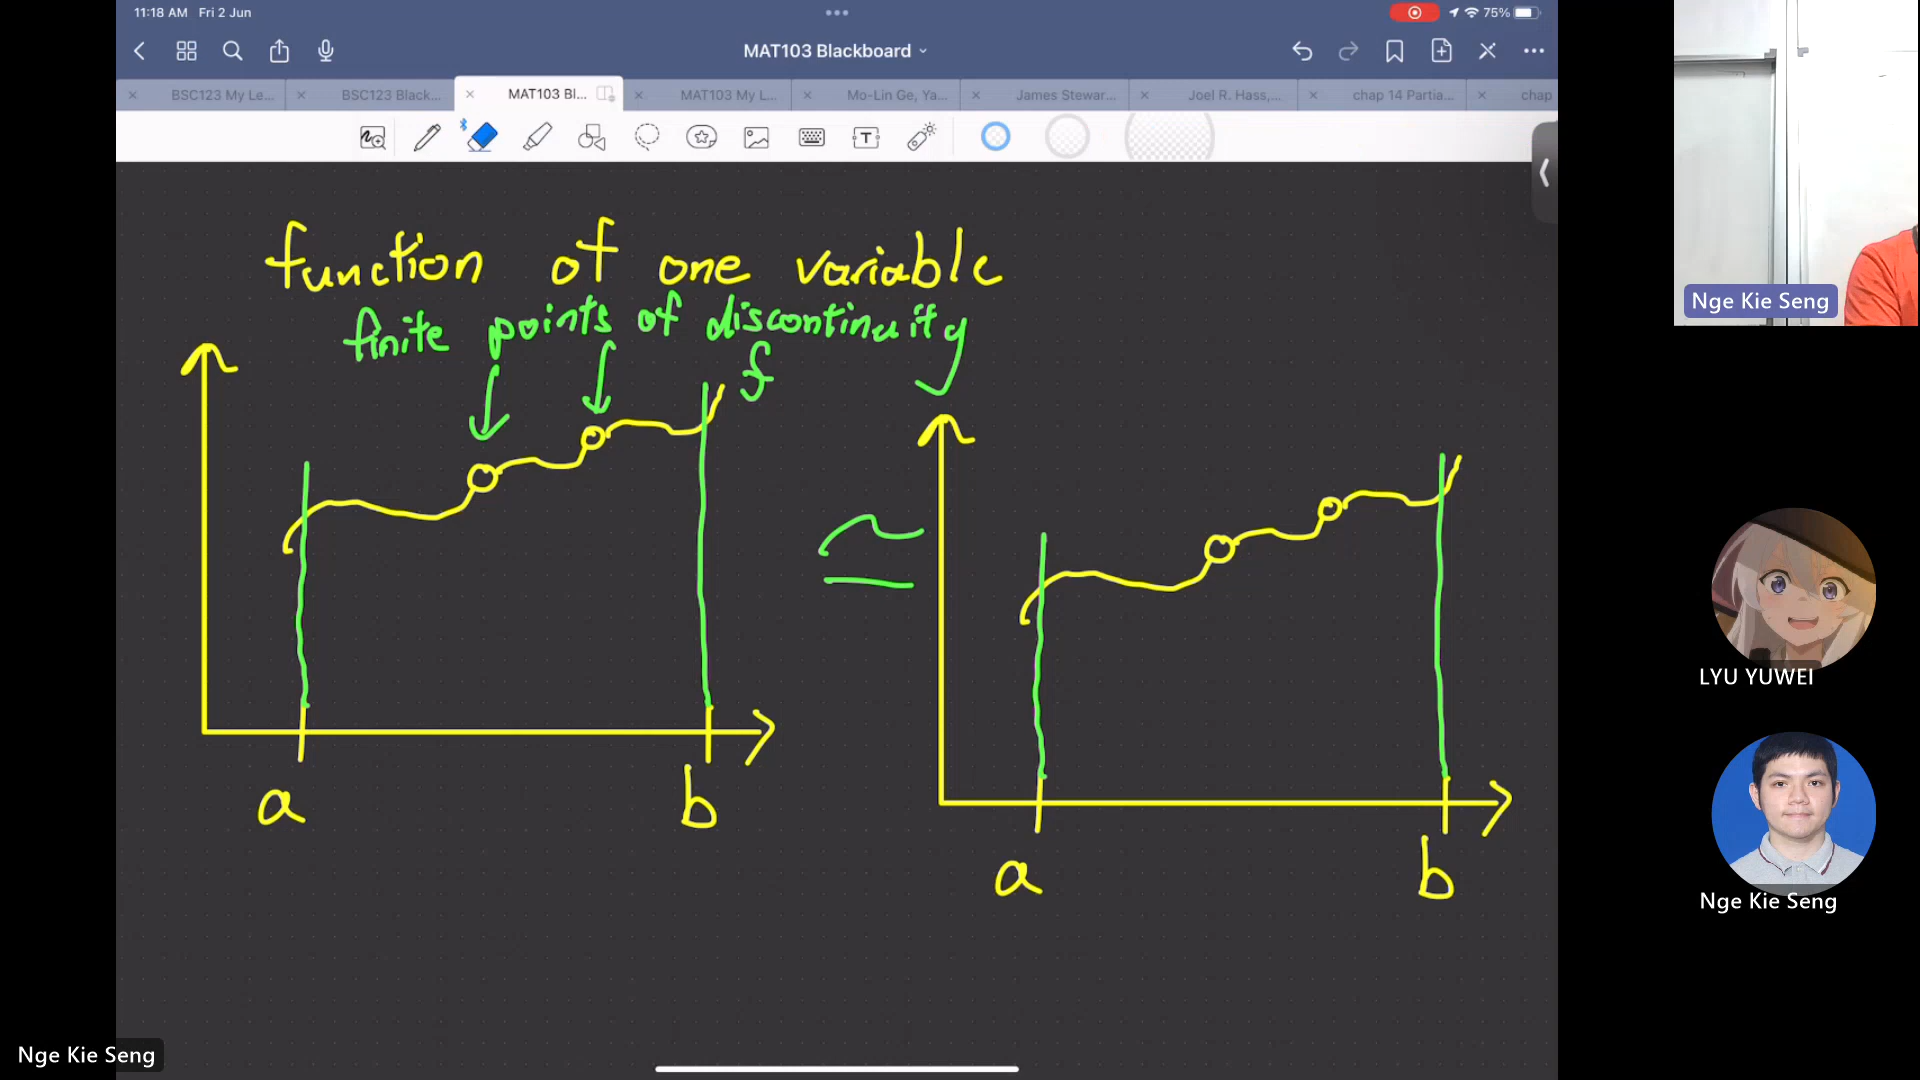 11:18 AM Fri 2 Jun
75%
MAT103 Blackboard
BSC123 My Le...
BSC123 Black...
MAT103 Bl...
MAT103 My L...
Mo-Lin Ge, Ya...
James Stewar...
Joel R. Hass,...
chap 14 Partia...
chap
T
function of one variable
finite points of discontinuity
f
≃
a
b
a
b
Nge Kie Seng
LYU YUWEI
Nge Kie Seng
Nge Kie Seng